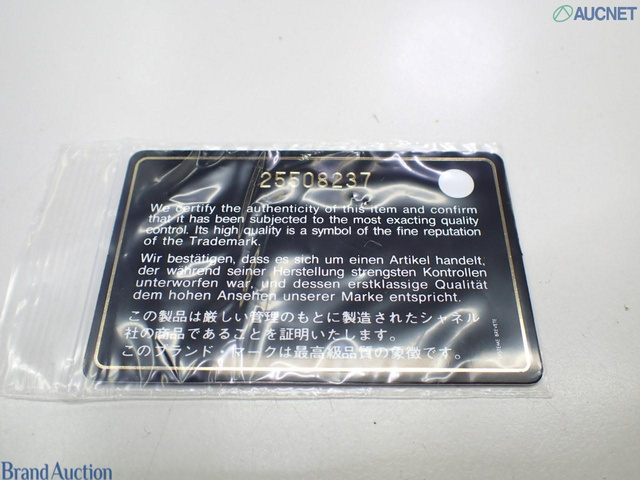 AUCNET
25508237
We certify the authenticity of this item and confirm
that it has been subjected to the most exacting quality
control. Its high quality is a symbol of the fine reputation
of the Trademark.
Wir bestätigen, dass es sich um einen Artikel handelt,
der während seiner Herstellung strengsten Kontrollen
unterworfen war, und dessen erstklassige Qualität
dem hohen Ansehen unserer Marke entspricht.
この製品は厳しい管理のもとに製造されたシャネル
社の商品であることを証明いたします。
このブランド・マークは最高級品質の象徴です。
Brand Auction